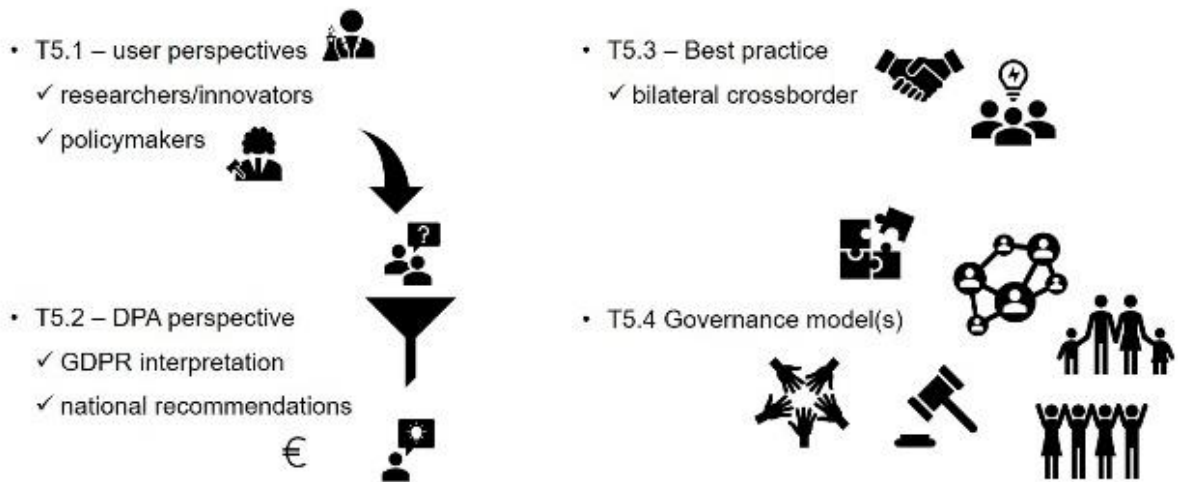 • T5.1 – user perspectives
✓ researchers/innovators
✓ policymakers
?
• T5.2 – DPA perspective
✓ GDPR interpretation
✓ national recommendations
€
• T5.3 – Best practice
✓ bilateral crossborder
• T5.4 Governance model(s)